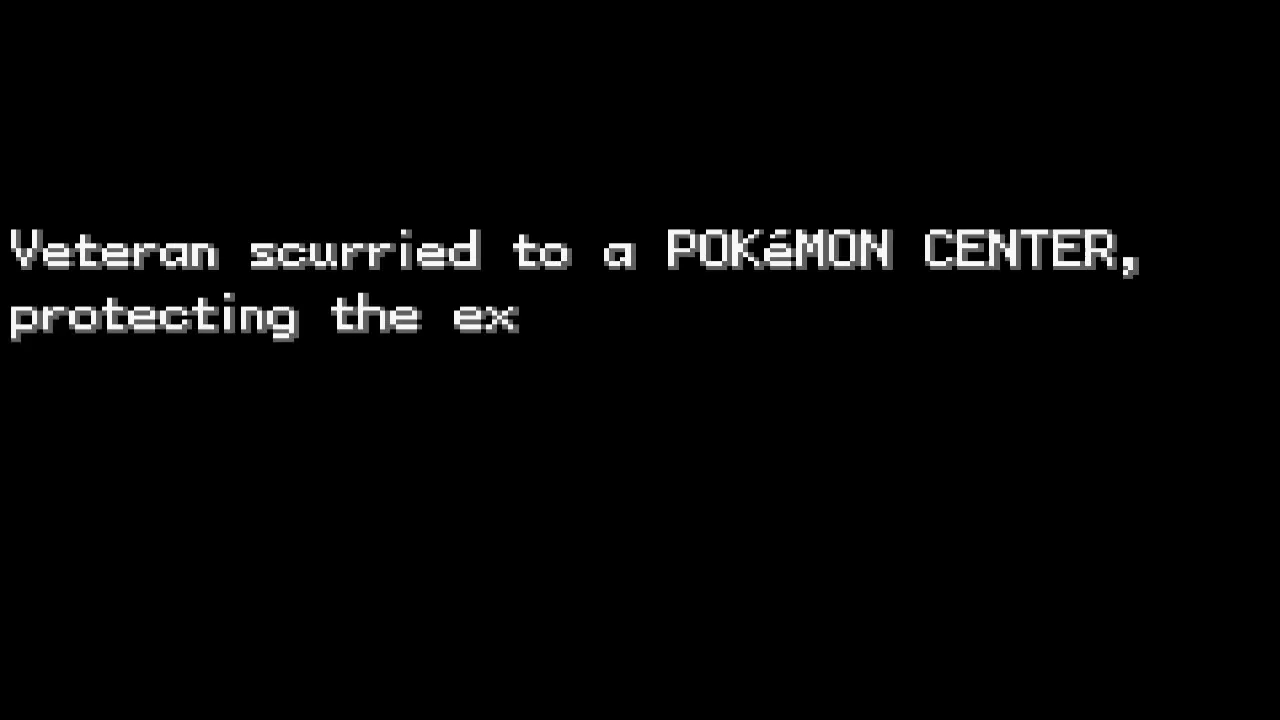 Veteran scurried to a POKéMON CENTER,
protecting the ex